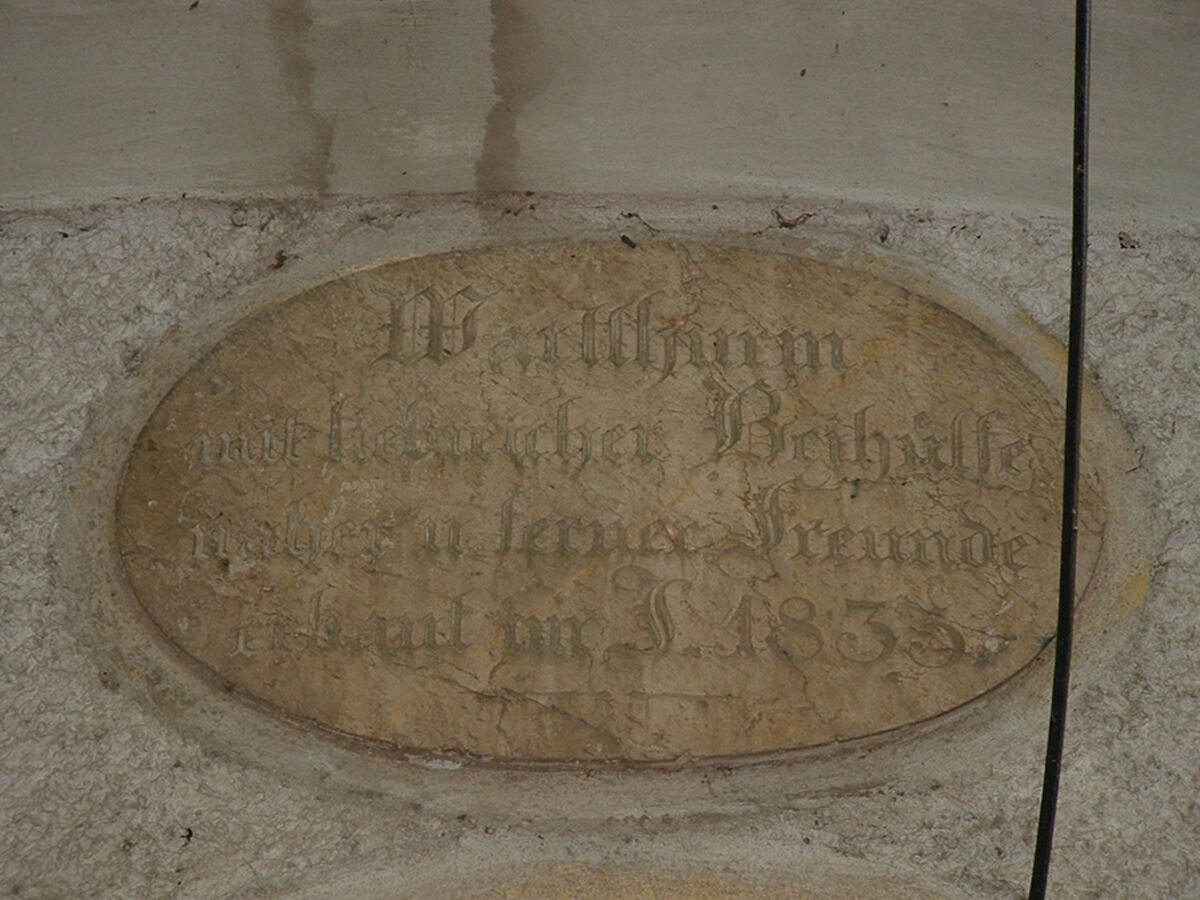 Wartthurm
mit liebreicher Beihülfe
naher u. ferner Freunde
erbaut im J. 1835.